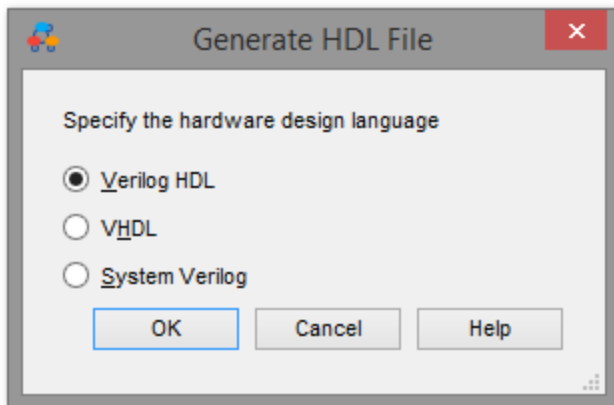 Generate HDL File
Specify the hardware design language
Verilog HDL
VHDL
System Verilog
OK Cancel Help